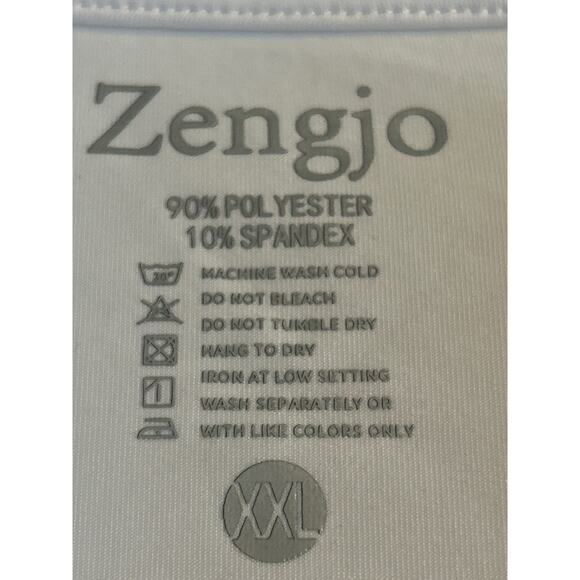 Zengjo
90% POLYESTER
10% SPANDEX
30°
MACHINE WASH COLD
DO NOT BLEACH
DO NOT TUMBLE DRY
HANG TO DRY
IRON AT LOW SETTING
WASH SEPARATELY OR
WITH LIKE COLORS ONLY
XXL